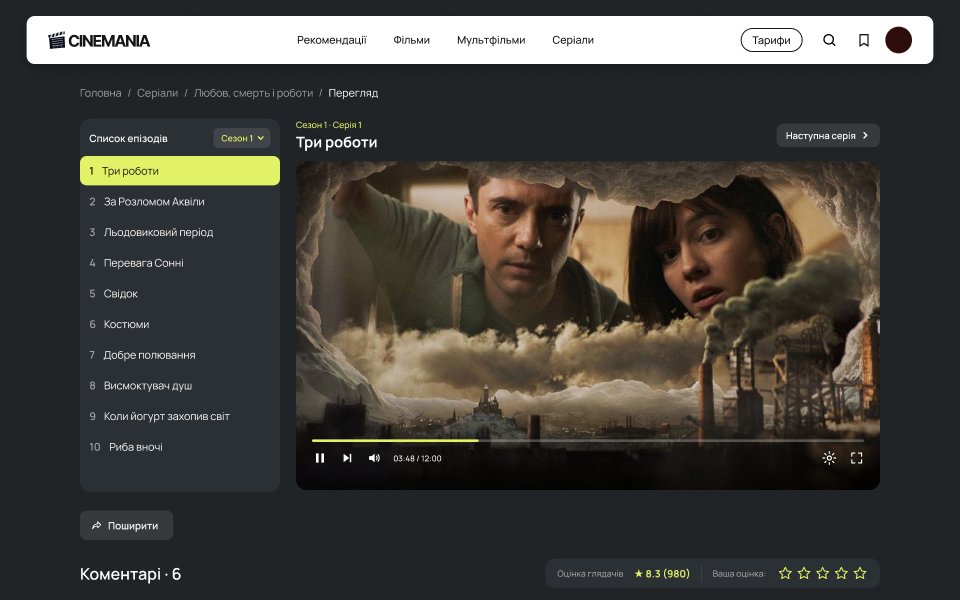 CINEMANIA
Рекомендації Фільми Мультфільми Серіали Тарифи
Головна / Серіали / Любов, смерть і роботи / Перегляд
Список епізодів Сезон 1
1 Три роботи
2 За Розломом Аквіли
3 Льодовиковий період
4 Перевага Сонні
5 Свідок
6 Костюми
7 Добре полювання
8 Висмоктувач душ
9 Коли йогурт захопив світ
10 Риба вночі
Сезон 1 · Серія 1
Три роботи
Наступна серія
03:48 / 12:00
Поширити
Коментарі · 6
Оцінка глядачів ★ 8.3 (980) Ваша оцінка: